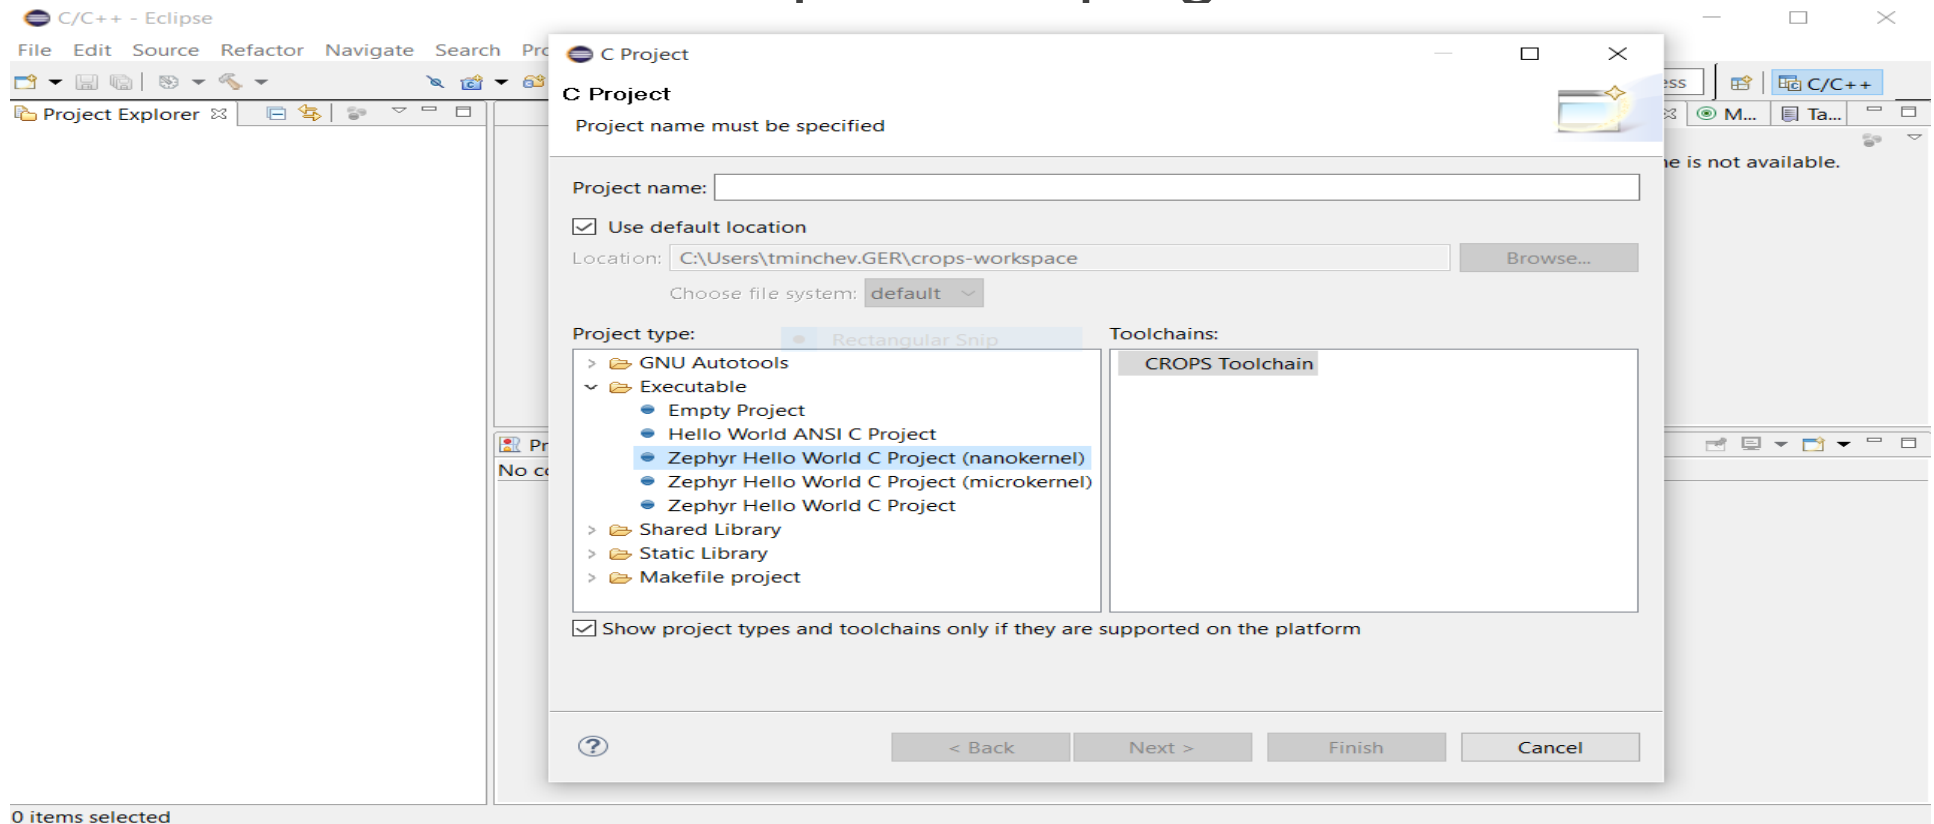 C/C++ - Eclipse
File Edit Source Refactor Navigate Search
C Project
C Project
Project name must be specified
C/C++
Project Explorer
M...
Ta...
is not available.
Project name:
Use default location
Location: C:\Users\tminchev.GER\crops-workspace
Browse...
Choose file system: default
Project type:
Rectangular Snip
Toolchains:
GNU Autotools
CROPS Toolchain
Executable
Empty Project
Hello World ANSI C Project
Zephyr Hello World C Project (nanokernel)
Zephyr Hello World C Project (microkernel)
Zephyr Hello World C Project
Shared Library
Static Library
Makefile project
No
Show project types and toolchains only if they are supported on the platform
< Back
Next >
Finish
Cancel
0 items selected